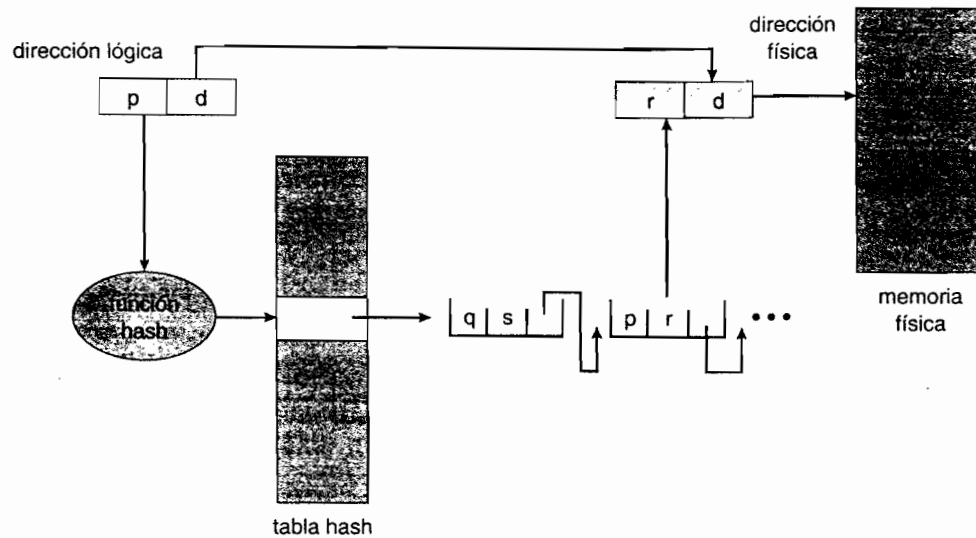 dirección lógica
p d
r d
dirección
física
función
hash
q s
p r
tabla hash
memoria
física